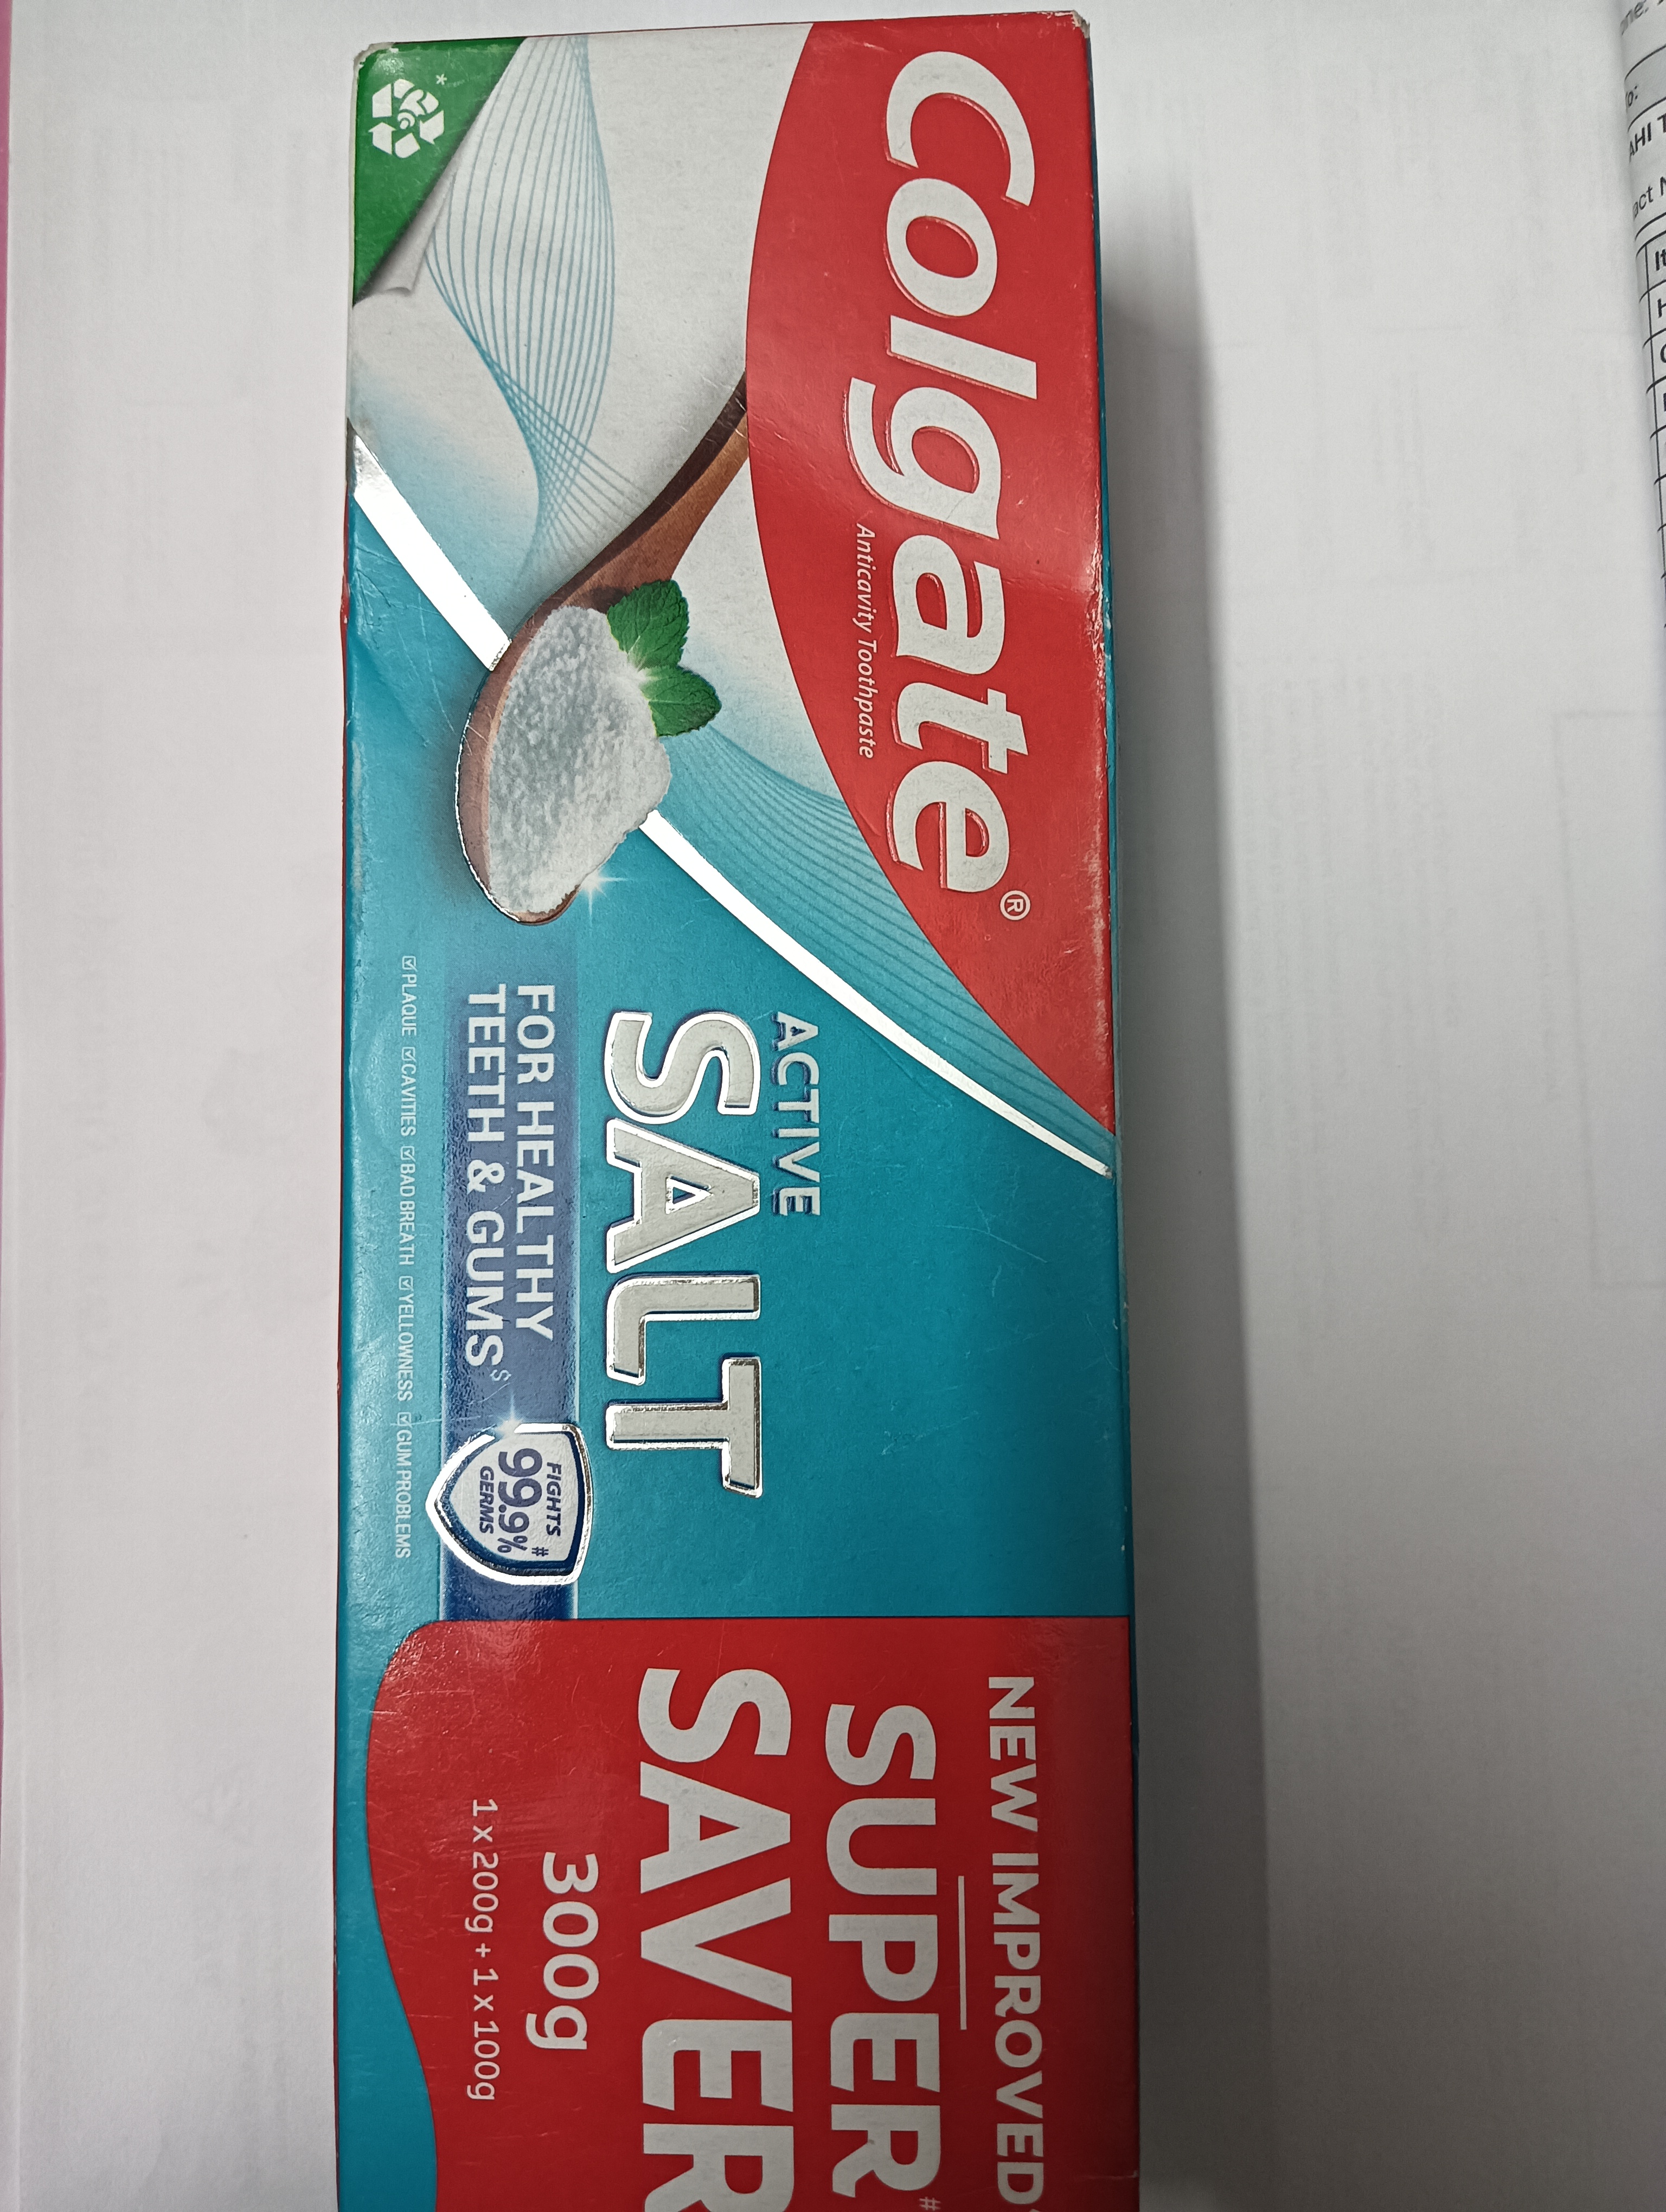 Colgate®
Anticavity Toothpaste
ACTIVE
SALT
FOR HEALTHY
TEETH & GUMS$
FIGHTS
99.9%#
GERMS
☑PLAQUE ☑CAVITIES ☑BAD BREATH ☑YELLOWNESS ☑GUM PROBLEMS
NEW IMPROVED
SUPER
SAVER#
300g
1 x 200g + 1 x 100g
*